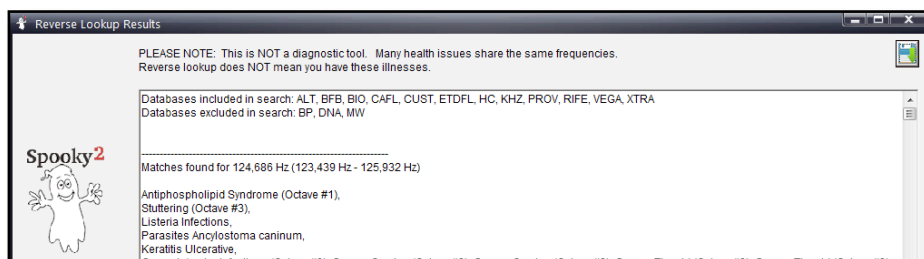 Reverse Lookup Results
PLEASE NOTE: This is NOT a diagnostic tool. Many health issues share the same frequencies.
Reverse lookup does NOT mean you have these illnesses.
Databases included in search: ALT, BFB, BIO, CAFL, CUST, ETDFL, HC, KHZ, PROV, RIFE, VEGA, XTRA
Databases excluded in search: BP, DNA, MW
Spooky2
----------------------------------------------------------------
Matches found for 124,686 Hz (123,439 Hz - 125,932 Hz)
Antiphospholipid Syndrome (Octave #1),
Stuttering (Octave #3),
Listeria Infections,
Parasites Ancylostoma caninum,
Keratitis Ulcerative,